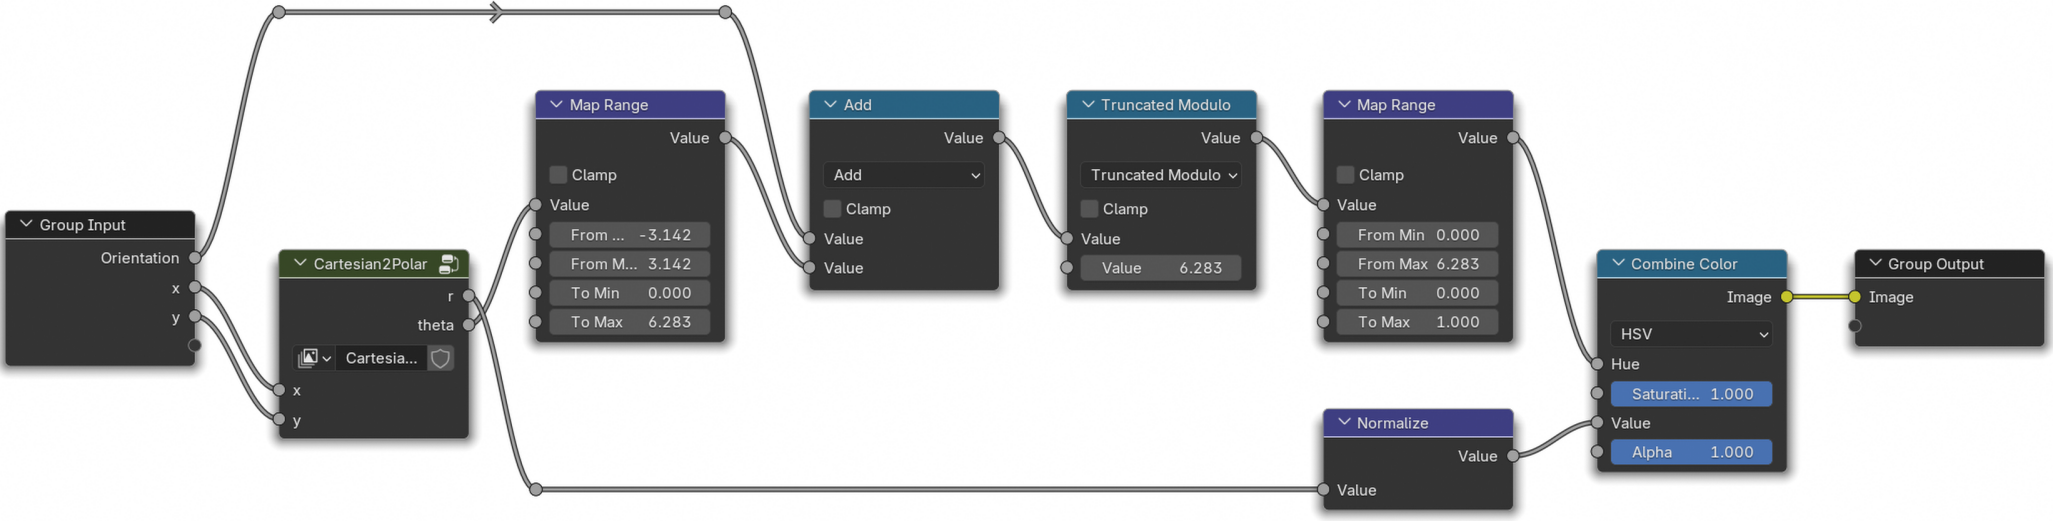 Group Input
Orientation
x
y
Cartesian2Polar
r
theta
Cartesia...
x
y
Map Range
Value
Clamp
Value
From ... -3.142
From M... 3.142
To Min 0.000
To Max 6.283
Add
Value
Add
Clamp
Value
Value
Truncated Modulo
Value
Truncated Modulo
Clamp
Value
Value 6.283
Map Range
Value
Clamp
Value
From Min 0.000
From Max 6.283
To Min 0.000
To Max 1.000
Normalize
Value
Value
Combine Color
Image
HSV
Hue
Saturati... 1.000
Value
Alpha 1.000
Group Output
Image